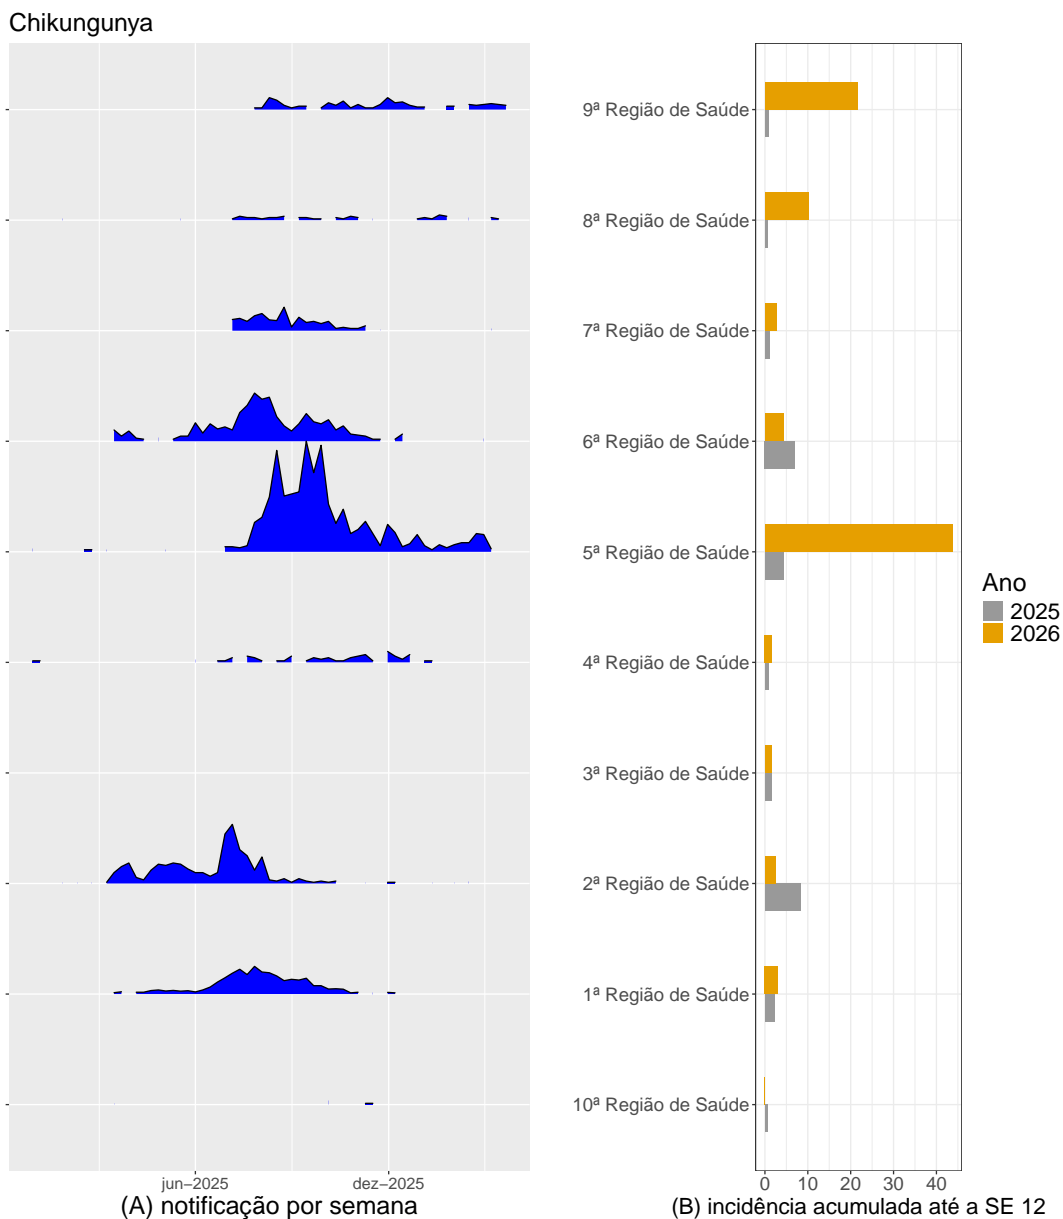 Chikungunya
9ª Região de Saúde
8ª Região de Saúde
7ª Região de Saúde
6ª Região de Saúde
5ª Região de Saúde
4ª Região de Saúde
3ª Região de Saúde
2ª Região de Saúde
1ª Região de Saúde
10ª Região de Saúde
Ano
2025
2026
jun–2025 dez–2025
0 10 20 30 40
(A) notificação por semana
(B) incidência acumulada até a SE 12